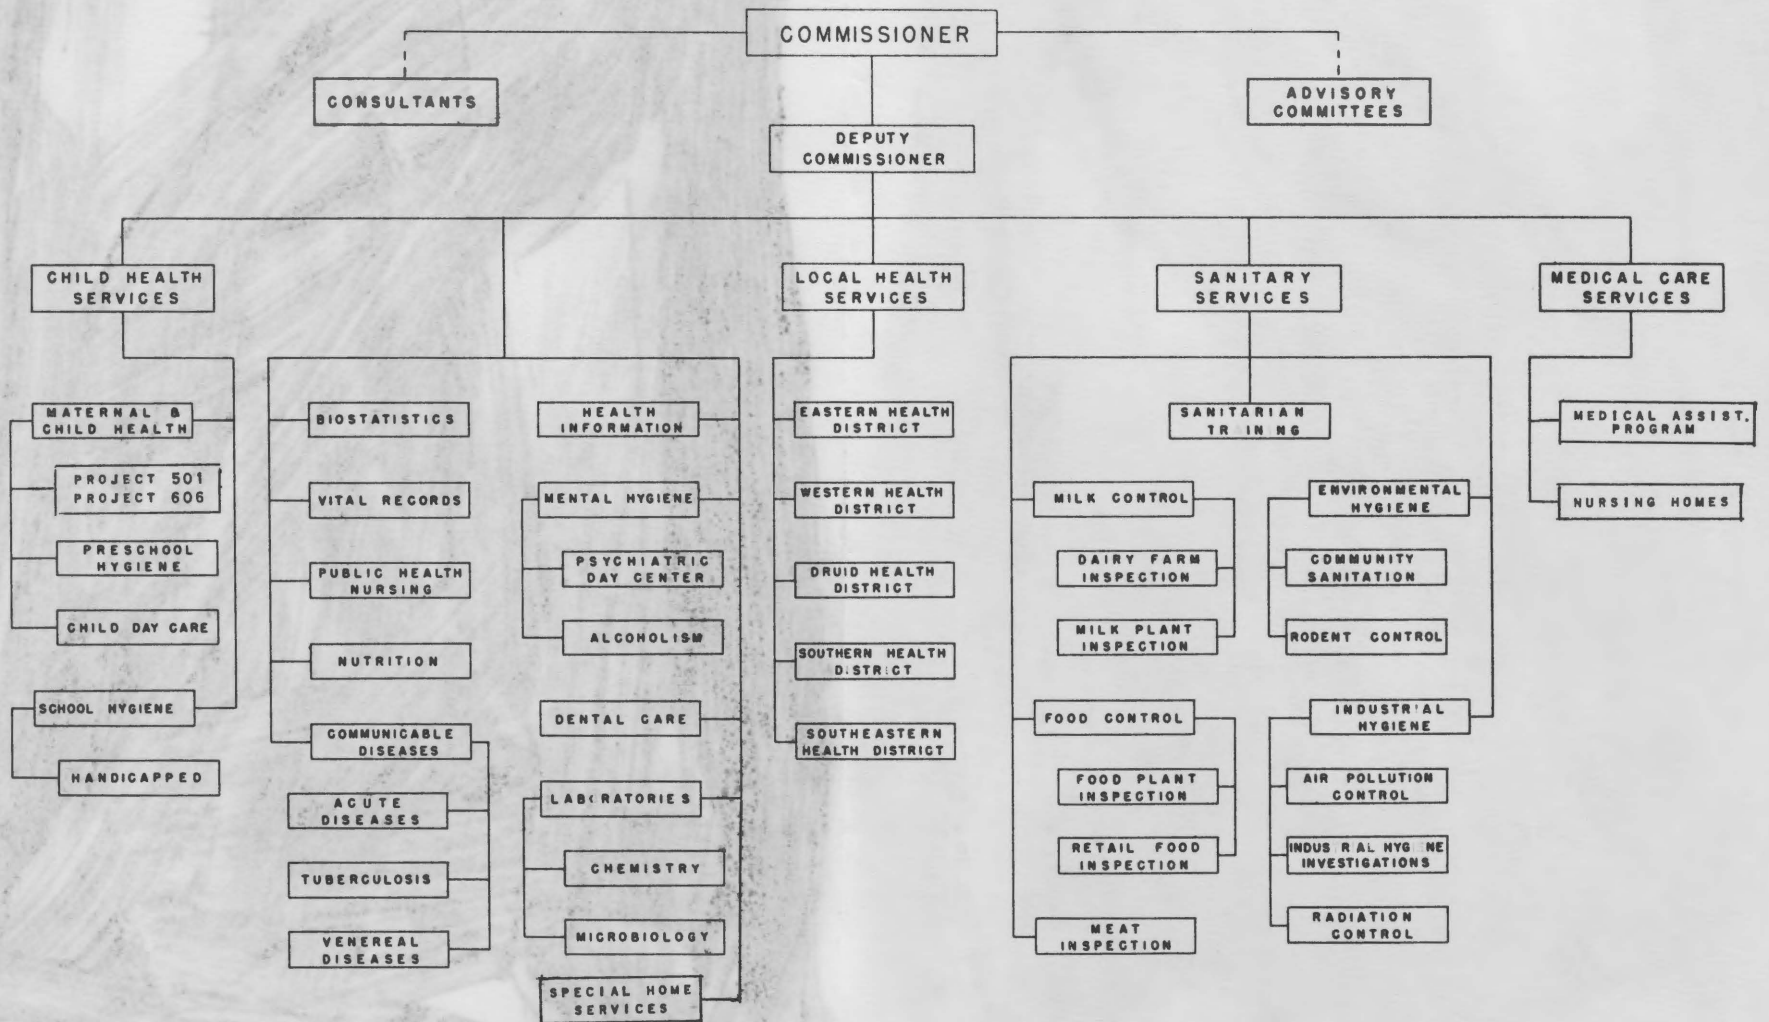 COMMISSIONER
CONSULTANTS
ADVISORY
COMMITTEES
DEPUTY
COMMISSIONER
CHILD HEALTH
SERVICES
LOCAL HEALTH
SERVICES
SANITARY
SERVICES
MEDICAL CARE
SERVICES
MATERNAL &
CHILD HEALTH
PROJECT 501
PROJECT 606
PRESCHOOL
HYGIENE
CHILD DAY CARE
SCHOOL HYGIENE
HANDICAPPED
BIOSTATISTICS
VITAL RECORDS
PUBLIC HEALTH
NURSING
NUTRITION
COMMUNICABLE
DISEASES
ACUTE
DISEASES
TUBERCULOSIS
VENEREAL
DISEASES
HEALTH
INFORMATION
MENTAL HYGIENE
PSYCHIATRIC
DAY CENTER
ALCOHOLISM
DENTAL CARE
LABORATORIES
CHEMISTRY
MICROBIOLOGY
SPECIAL HOME
SERVICES
EASTERN HEALTH
DISTRICT
WESTERN HEALTH
DISTRICT
DRUID HEALTH
DISTRICT
SOUTHERN HEALTH
DISTRICT
SOUTHEASTERN
HEALTH DISTRICT
SANITARIAN
TRAINING
MILK CONTROL
DAIRY FARM
INSPECTION
MILK PLANT
INSPECTION
FOOD CONTROL
FOOD PLANT
INSPECTION
RETAIL FOOD
INSPECTION
MEAT
INSPECTION
ENVIRONMENTAL
HYGIENE
COMMUNITY
SANITATION
RODENT CONTROL
INDUSTRIAL
HYGIENE
AIR POLLUTION
CONTROL
INDUSTRIAL HYGIENE
INVESTIGATIONS
RADIATION
CONTROL
MEDICAL ASSIST.
PROGRAM
NURSING HOMES